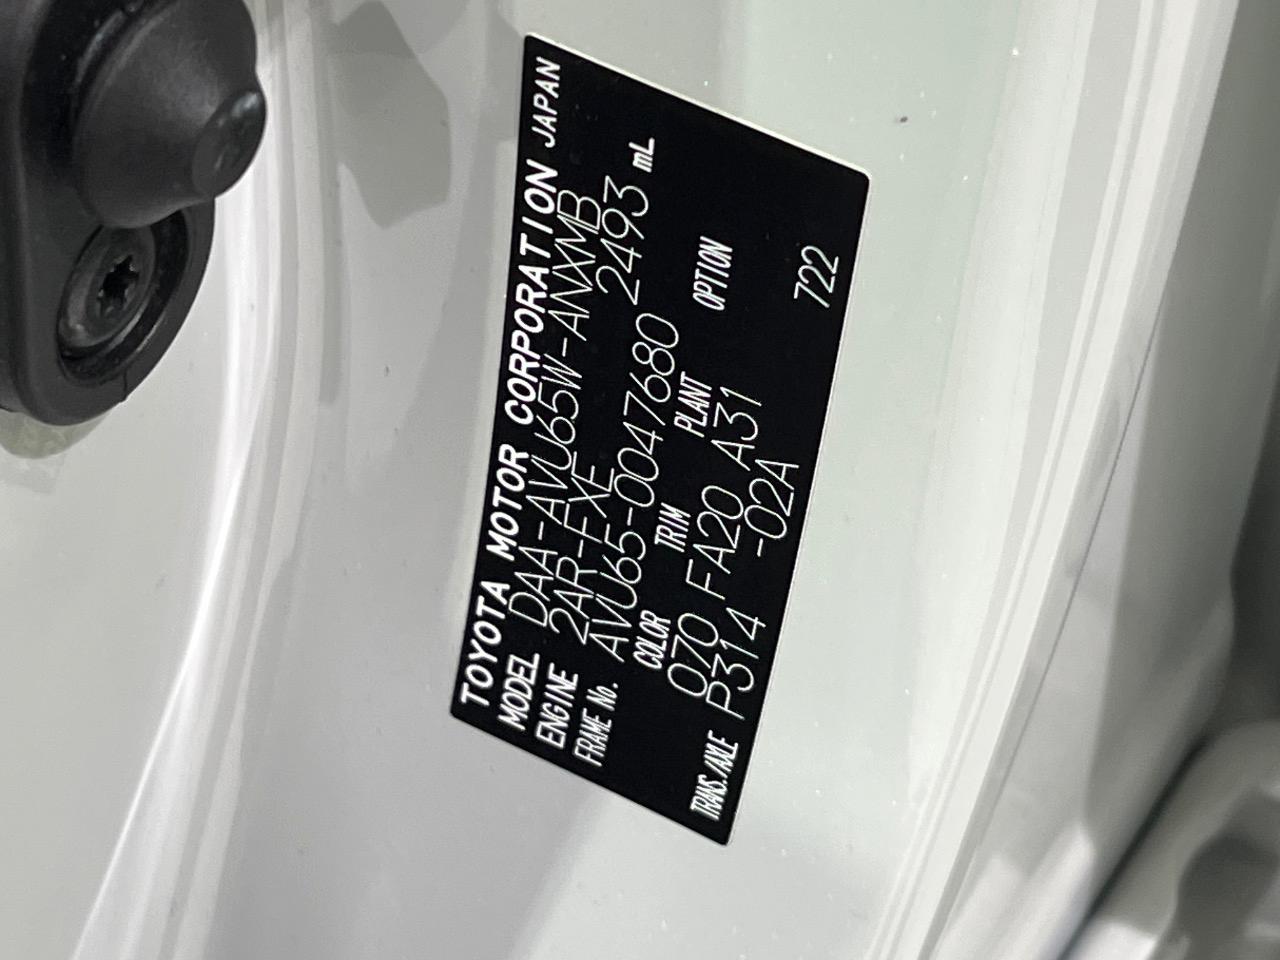 TOYOTA MOTOR CORPORATION JAPAN
MODEL DAA-AVU65W-ANXMB
ENGINE 2AR-FXE 2493 mL
FRAME No. AVU65-0047680
COLOR TRIM PLANT OPTION
070 FA20 A31
TRANS./AXLE P314 -02A 722